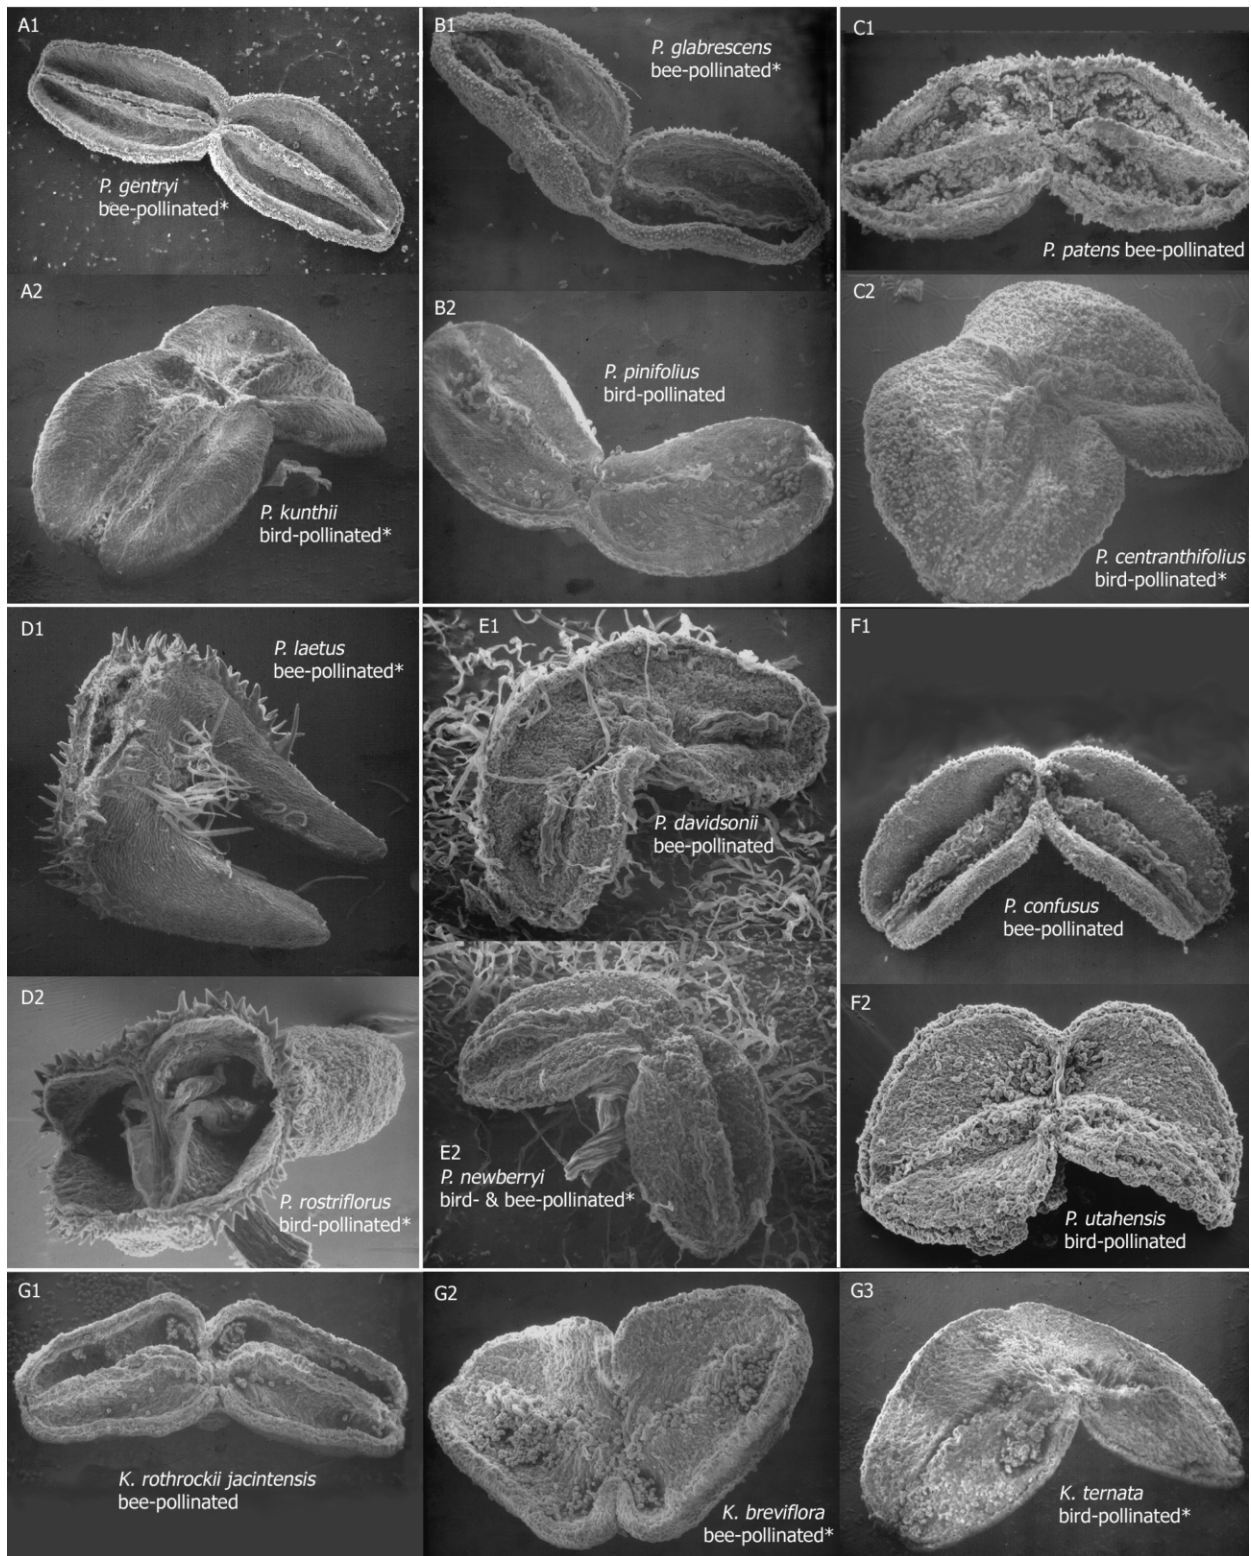 A1
P. gentryi
bee-pollinated*
B1
P. glabrescens
bee-pollinated*
C1
P. patens bee-pollinated
A2
P. kunthii
bird-pollinated*
B2
P. pinifolius
bird-pollinated
C2
P. centranthifolius
bird-pollinated*
D1
P. laetus
bee-pollinated*
E1
P. davidsonii
bee-pollinated
F1
P. confusus
bee-pollinated
D2
P. rostriflorus
bird-pollinated*
E2
P. newberryi
bird- & bee-pollinated*
F2
P. utahensis
bird-pollinated
G1
K. rothrockii jacintensis
bee-pollinated
G2
K. breviflora
bee-pollinated*
G3
K. ternata
bird-pollinated*